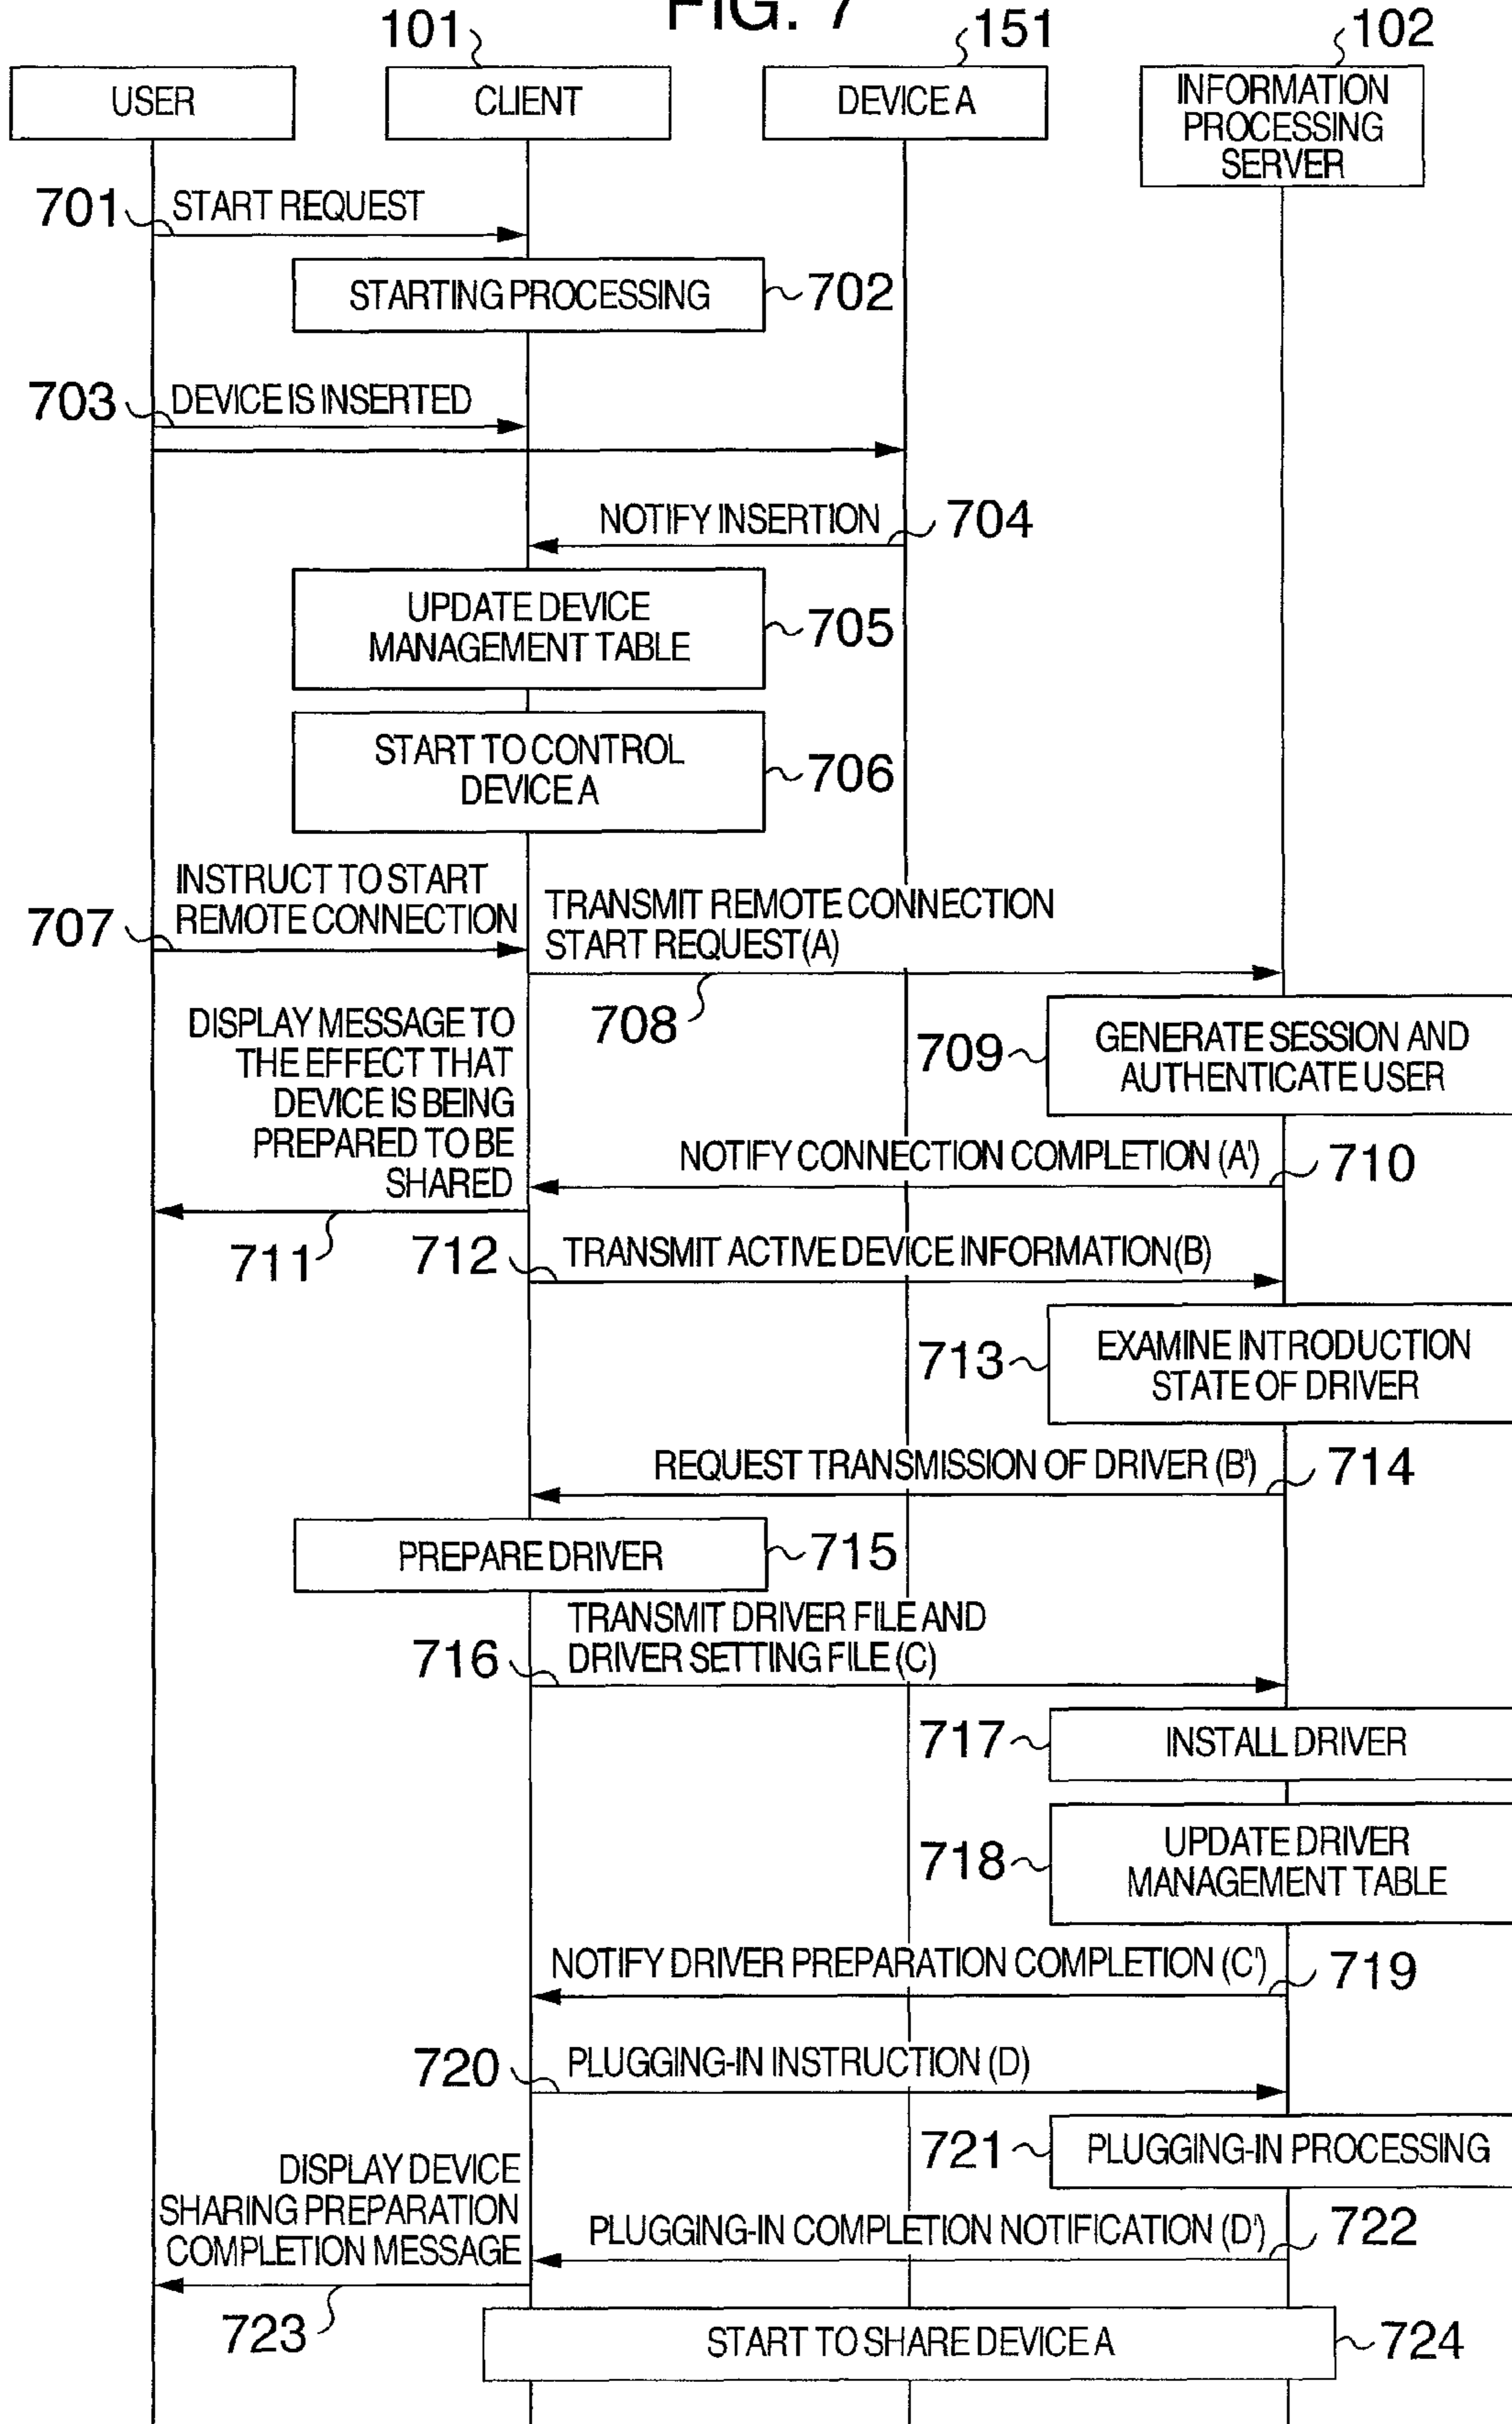 FIG. 7
101
151
102
USER
CLIENT
DEVICE A
INFORMATION
PROCESSING
SERVER
701
START REQUEST
STARTING PROCESSING
702
703
DEVICE IS INSERTED
NOTIFY INSERTION
704
UPDATE DEVICE
MANAGEMENT TABLE
705
START TO CONTROL
DEVICE A
706
INSTRUCT TO START
REMOTE CONNECTION
707
TRANSMIT REMOTE CONNECTION
START REQUEST(A)
708
DISPLAY MESSAGE TO
THE EFFECT THAT
DEVICE IS BEING
PREPARED TO BE
SHARED
709
GENERATE SESSION AND
AUTHENTICATE USER
NOTIFY CONNECTION COMPLETION (A')
710
711
712
TRANSMIT ACTIVE DEVICE INFORMATION(B)
713
EXAMINE INTRODUCTION
STATE OF DRIVER
REQUEST TRANSMISSION OF DRIVER (B')
714
PREPARE DRIVER
715
TRANSMIT DRIVER FILE AND
DRIVER SETTING FILE (C)
716
717
INSTALL DRIVER
718
UPDATE DRIVER
MANAGEMENT TABLE
NOTIFY DRIVER PREPARATION COMPLETION (C')
719
720
PLUGGING-IN INSTRUCTION (D)
721
PLUGGING-IN PROCESSING
DISPLAY DEVICE
SHARING PREPARATION
COMPLETION MESSAGE
PLUGGING-IN COMPLETION NOTIFICATION (D')
722
723
START TO SHARE DEVICE A
724